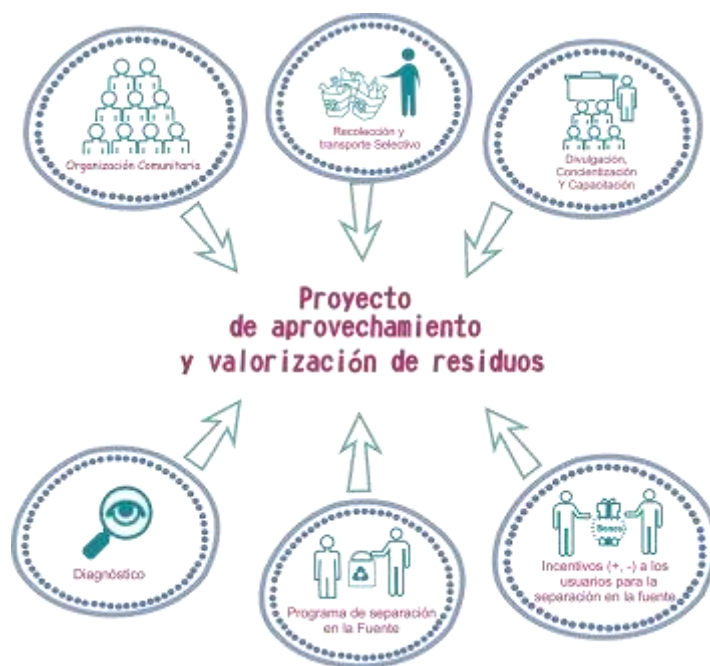 Organización Comunitaria
Recolección y
transporte Selectivo
Divulgación,
Concientización
Y Capacitación
Proyecto
de aprovechamiento
y valorización de residuos
Diagnóstico
Programa de separación
en la Fuente
Bonos
Incentivos (+, -) a los
usuarios para la
separación en la fuente.